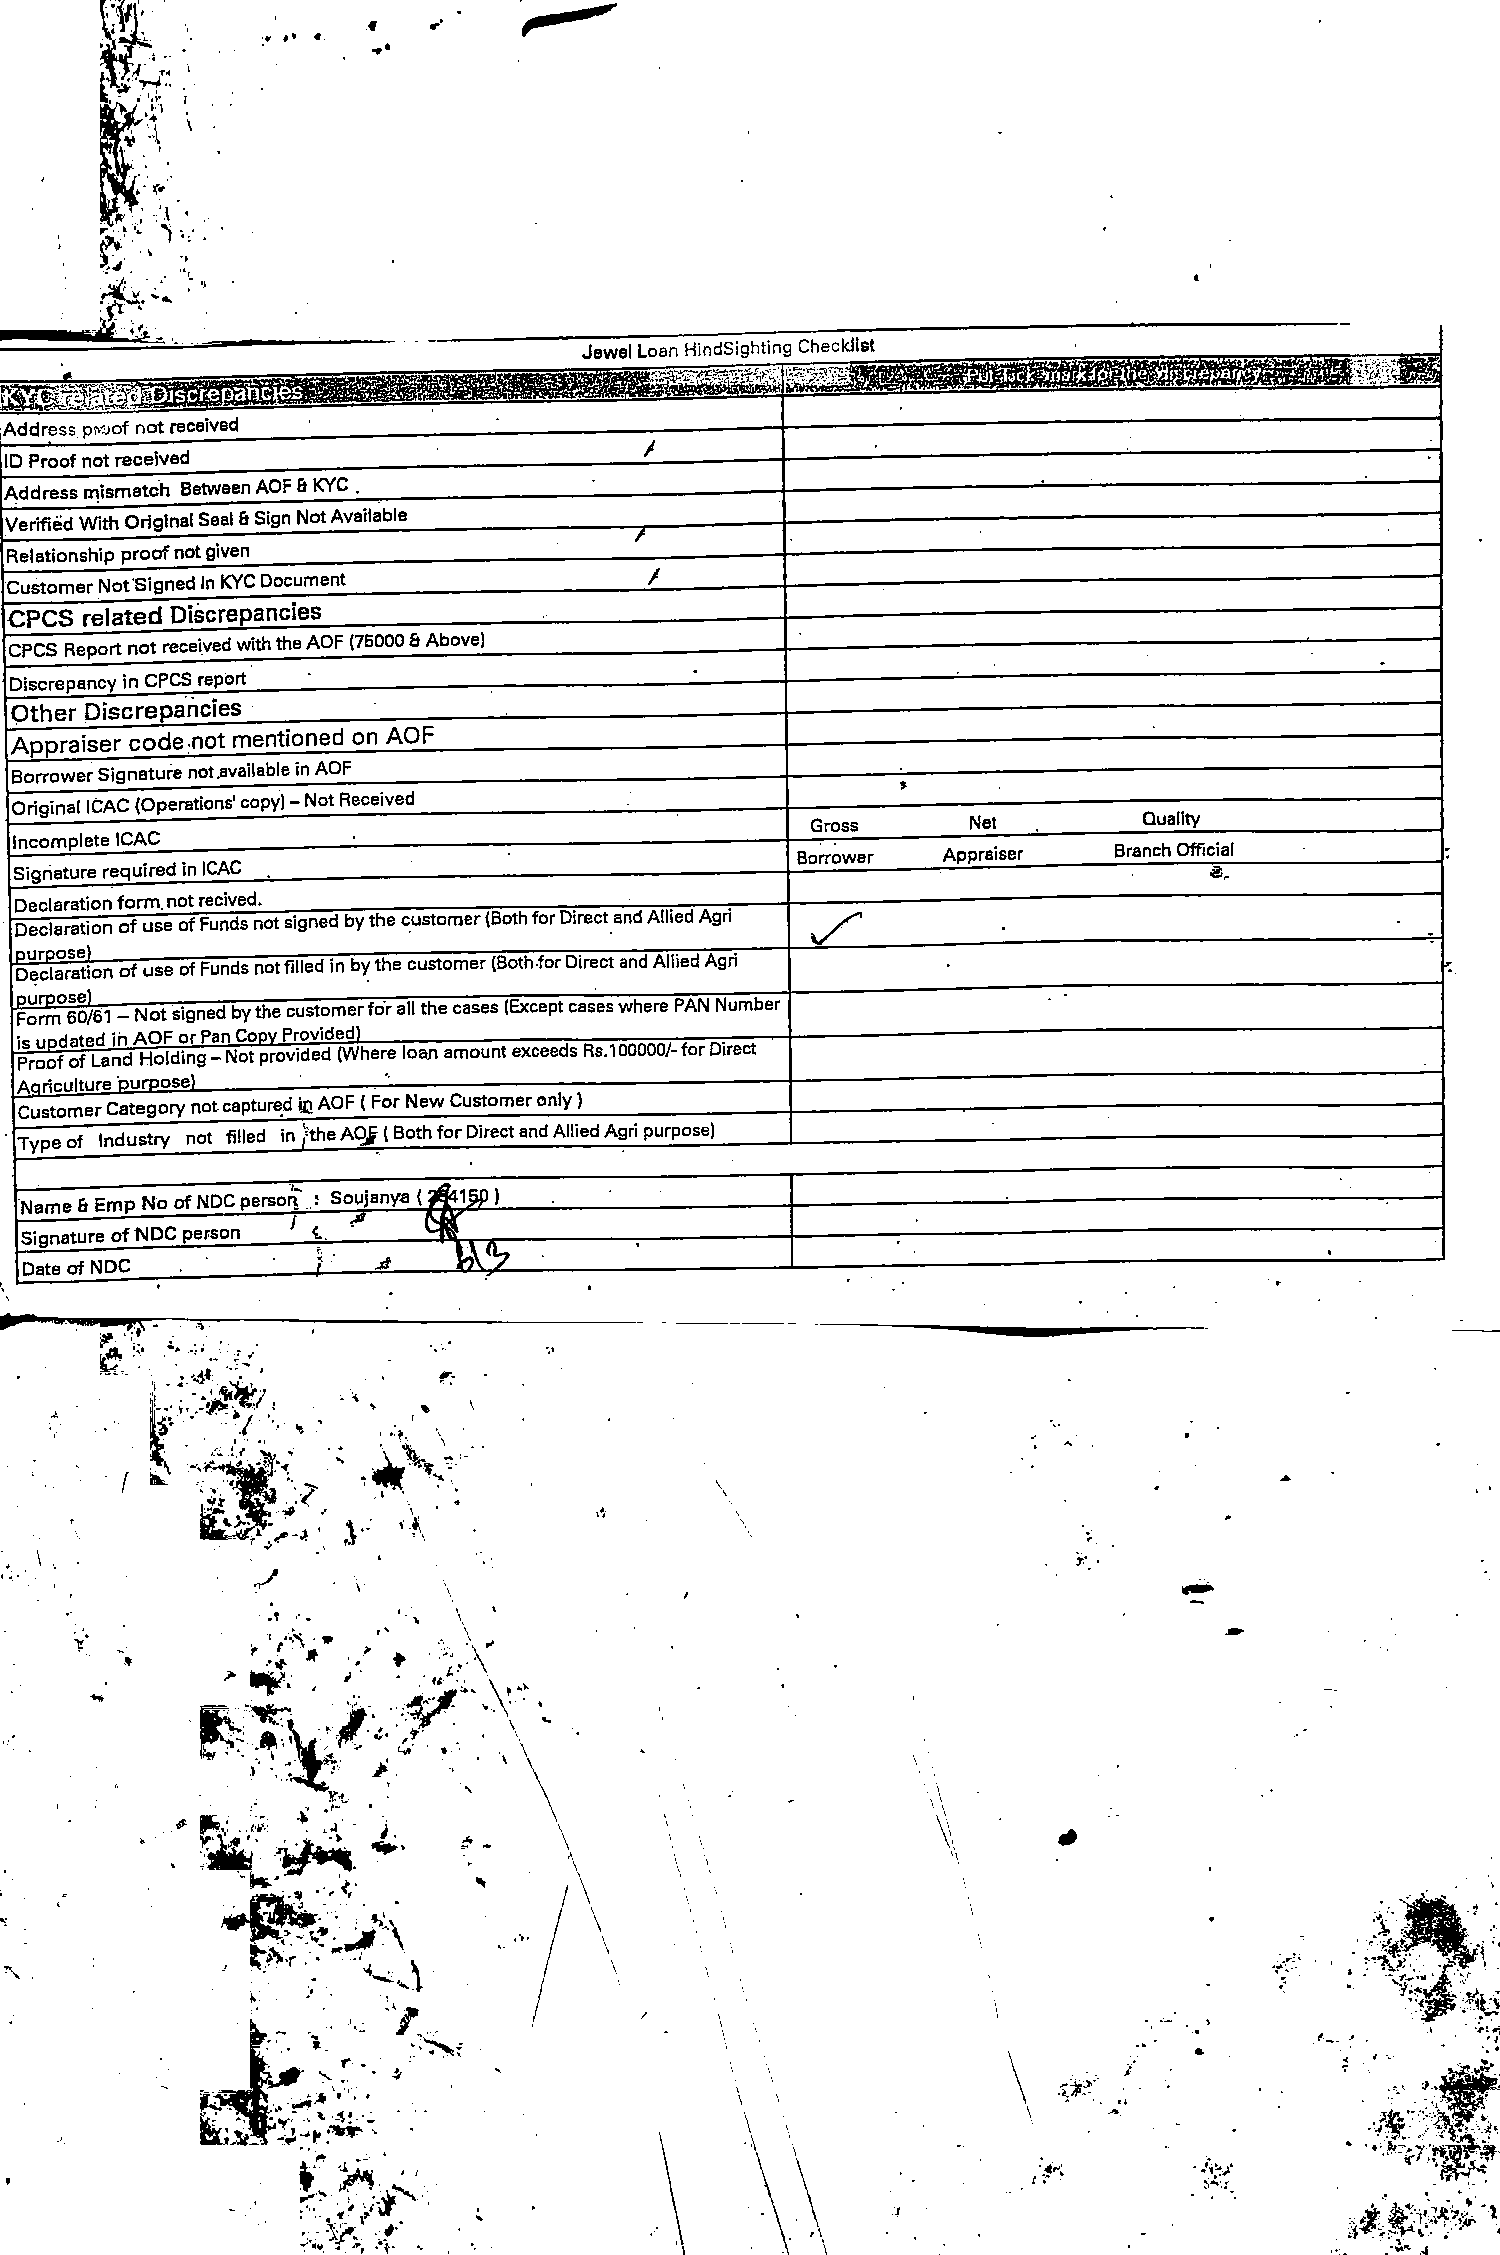 Jewel Loan HindSighting Checklist
KYC related Discrepancies
Address proof not received
ID Proof not received
Address mismatch Between AOF & KYC
Verified With Original Seal & Sign Not Available
Relationship proof not given
Customer Not Signed In KYC Document
CPCS related Discrepancies
CPCS Report not received with the AOF (75000 & Above)
Discrepancy in CPCS report
Other Discrepancies
Appraiser code not mentioned on AOF
Borrower Signature not available in AOF
Original ICAC (Operations' copy) – Not Received
Incomplete ICAC Gross Net Quality
Signature required in ICAC Borrower Appraiser Branch Official
Declaration form not recived.
Declaration of use of Funds not signed by the customer (Both for Direct and Allied Agri
purpose) ✓
Declaration of use of Funds not filled in by the customer (Both for Direct and Allied Agri
purpose)
Form 60/61 – Not signed by the customer for all the cases (Except cases where PAN Number
is updated in AOF or Pan Copy Provided)
Proof of Land Holding – Not provided (Where loan amount exceeds Rs.100000/- for Direct
Agriculture purpose)
Customer Category not captured in AOF ( For New Customer only )
Type of Industry not filled in the AOF ( Both for Direct and Allied Agri purpose)
Name & Emp No of NDC person : Soujanya
Signature of NDC person
Date of NDC 6/3